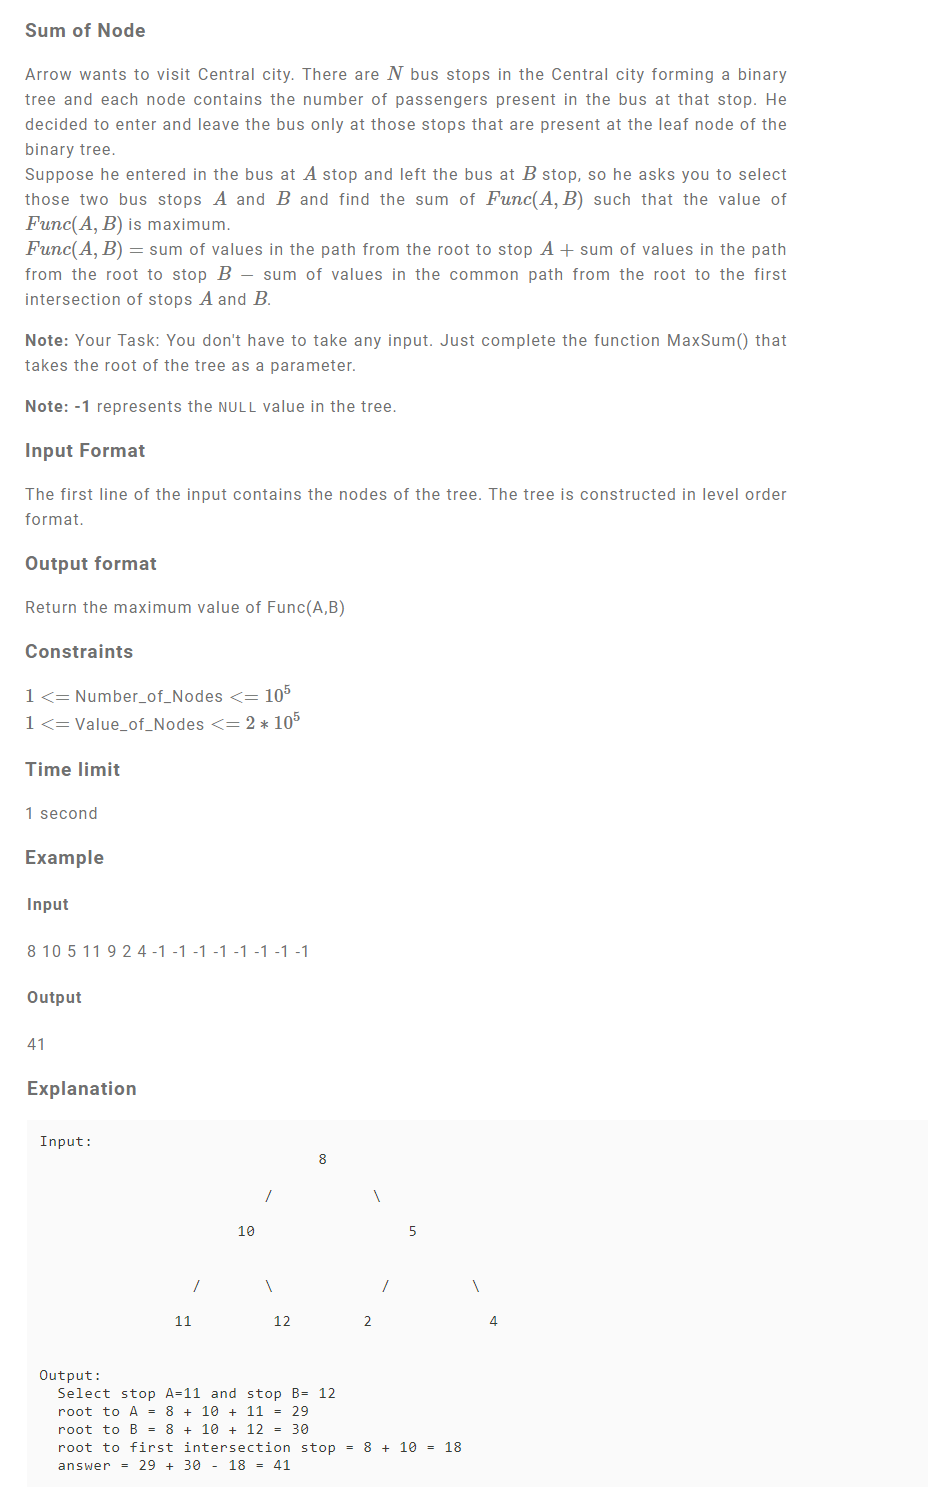 Sum of Node
Arrow wants to visit Central city. There are N bus stops in the Central city forming a binary
tree and each node contains the number of passengers present in the bus at that stop. He
decided to enter and leave the bus only at those stops that are present at the leaf node of the
binary tree.
Suppose he entered in the bus at A stop and left the bus at B stop, so he asks you to select
those two bus stops A and B and find the sum of Func(A, B) such that the value of
Func(A, B) is maximum.
Func(A, B) = sum of values in the path from the root to stop A + sum of values in the path
from the root to stop B − sum of values in the common path from the root to the first
intersection of stops A and B.
Note: Your Task: You don't have to take any input. Just complete the function MaxSum() that
takes the root of the tree as a parameter.
Note: -1 represents the NULL value in the tree.
Input Format
The first line of the input contains the nodes of the tree. The tree is constructed in level order
format.
Output format
Return the maximum value of Func(A,B)
Constraints
1 <= Number_of_Nodes <= 10^5
1 <= Value_of_Nodes <= 2 * 10^5
Time limit
1 second
Example
Input
8 10 5 11 9 2 4 -1 -1 -1 -1 -1 -1 -1 -1
Output
41
Explanation
Input:
8
/ \
10 5
/ \ / \
11 12 2 4
Output:
Select stop A=11 and stop B= 12
root to A = 8 + 10 + 11 = 29
root to B = 8 + 10 + 12 = 30
root to first intersection stop = 8 + 10 = 18
answer = 29 + 30 - 18 = 41